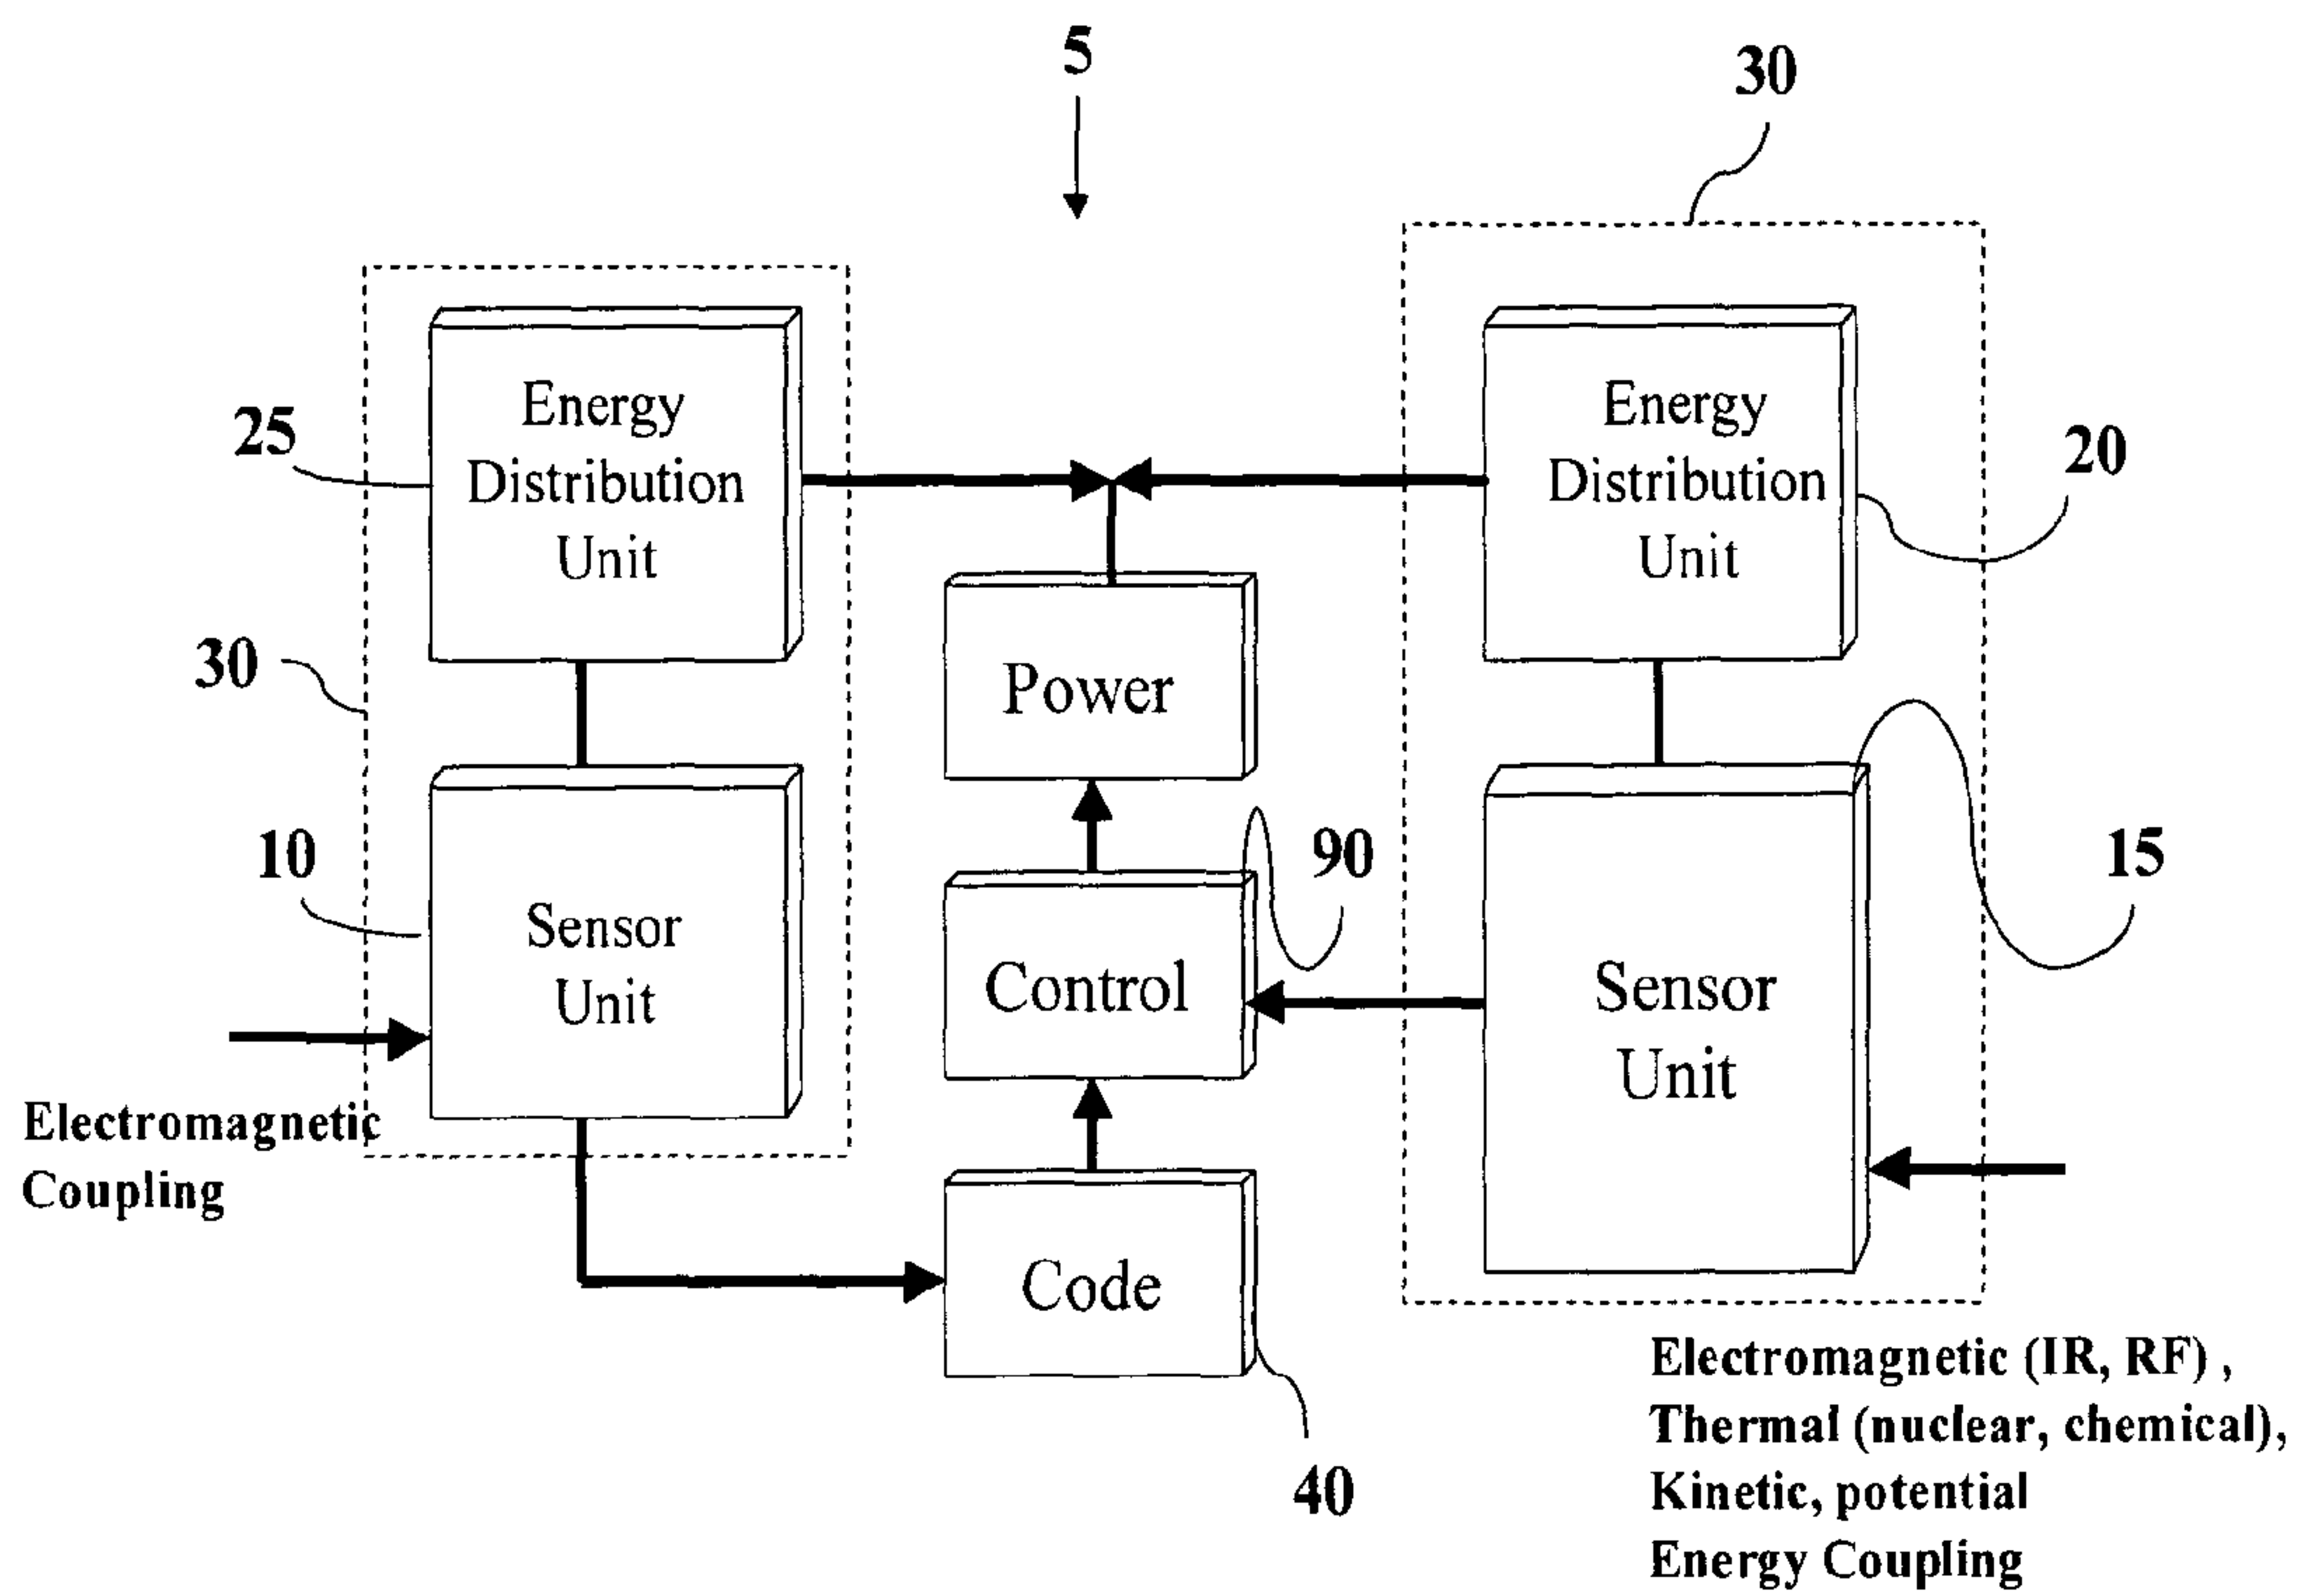 5
30
Energy
Distribution
Unit
25
Energy
Distribution
Unit
20
30
Power
10
Sensor
Unit
90
Control
15
Sensor
Unit
Electromagnetic
Coupling
Code
40
Electromagnetic (IR, RF) ,
Thermal (nuclear, chemical),
Kinetic, potential
Energy Coupling